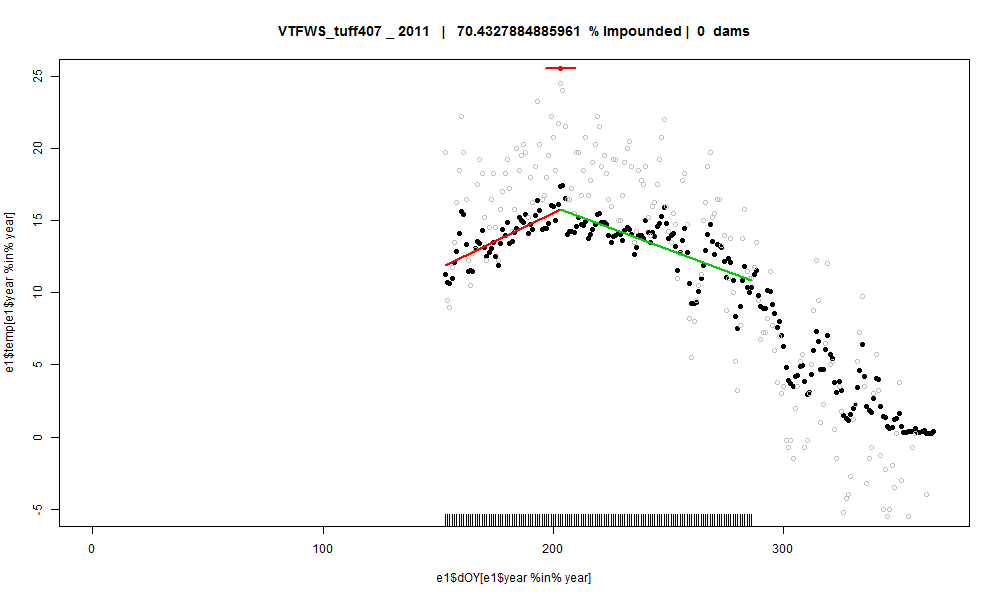 VTFWS_tuff407 _ 2011 | 70.4327884885961 % Impounded | 0 dams
25
20
15
10
5
0
-5
e1$temp[e1$year %in% year]
0 100 200 300
e1$dOY[e1$year %in% year]